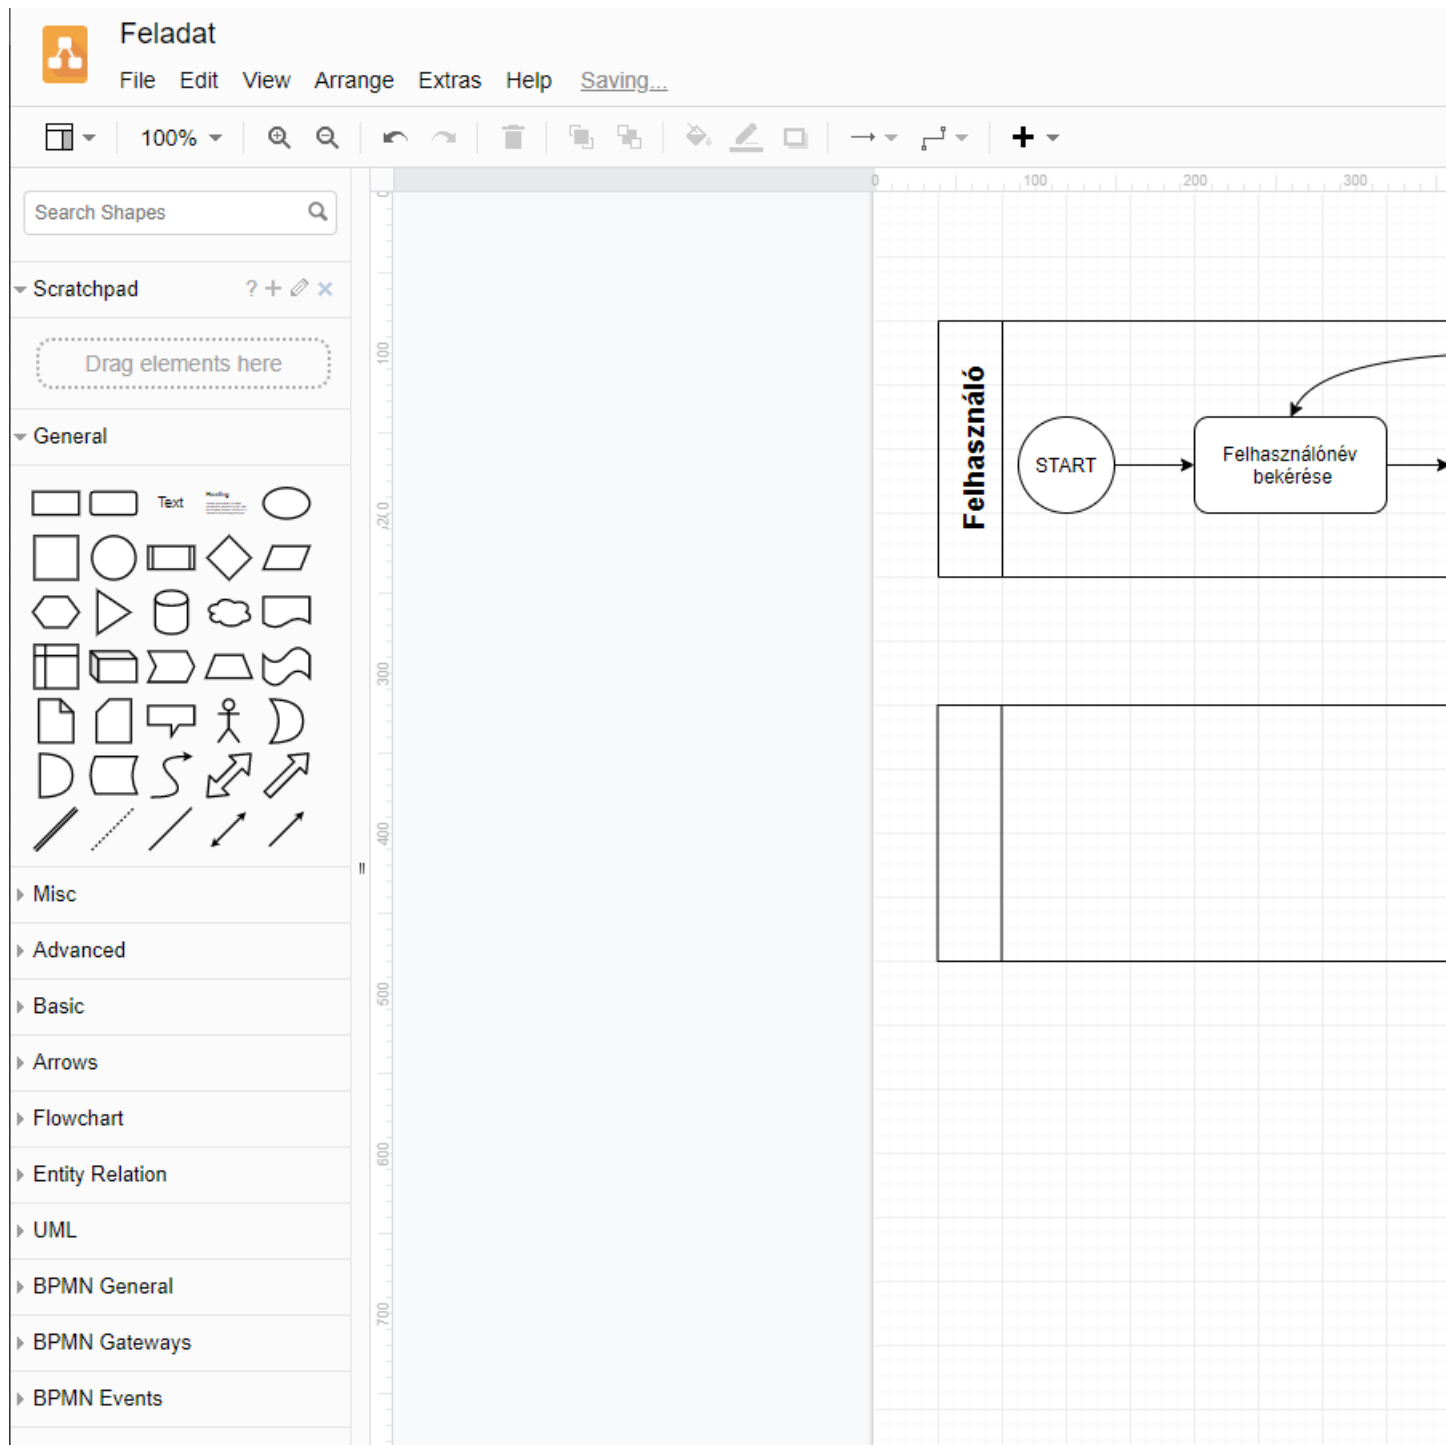 Feladat
File Edit View Arrange Extras Help Saving...
100%
0 100 200 300
Search Shapes
Scratchpad
?
Drag elements here
General
Text
Heading
Misc
Advanced
Basic
Arrows
Flowchart
Entity Relation
UML
BPMN General
BPMN Gateways
BPMN Events
0
100
300
400
500
600
700
Felhasználó
START
Felhasználónév
bekérése